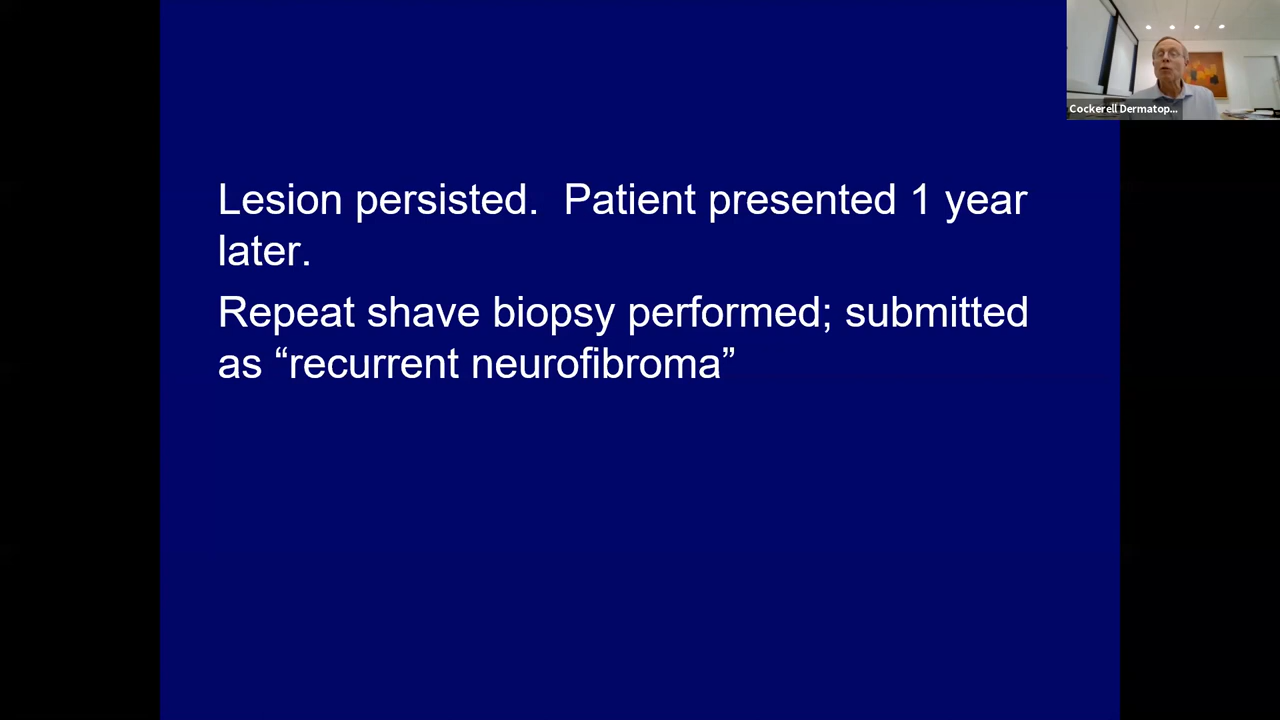 Cockerell Dermatop...
Lesion persisted.  Patient presented 1 year
later.
Repeat shave biopsy performed; submitted
as “recurrent neurofibroma”